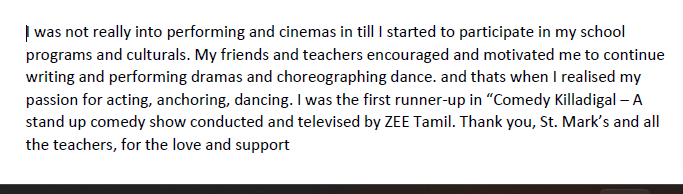 I was not really into performing and cinemas in till I started to participate in my school
programs and culturals. My friends and teachers encouraged and motivated me to continue
writing and performing dramas and choreographing dance. and thats when I realised my
passion for acting, anchoring, dancing. I was the first runner-up in “Comedy Killadigal – A
stand up comedy show conducted and televised by ZEE Tamil. Thank you, St. Mark’s and all
the teachers, for the love and support